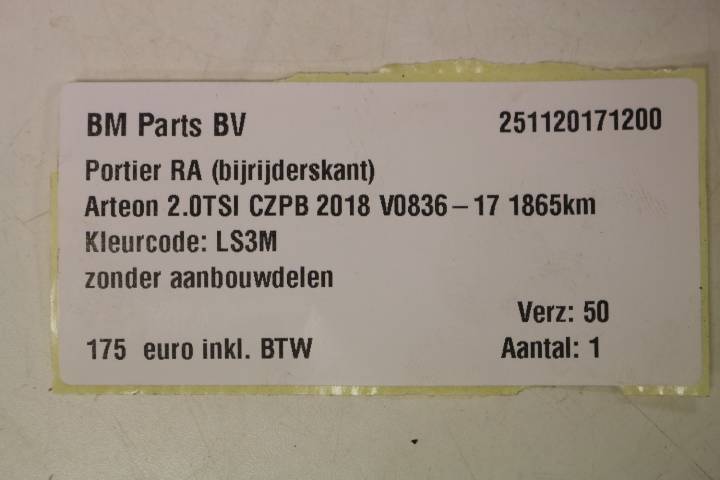 BM Parts BV 251120171200
Portier RA (bijrijderskant)
Arteon 2.0TSI CZPB 2018 V0836-17 1865km
Kleurcode: LS3M
zonder aanbouwdelen
Verz: 50
175 euro inkl. BTW Aantal: 1